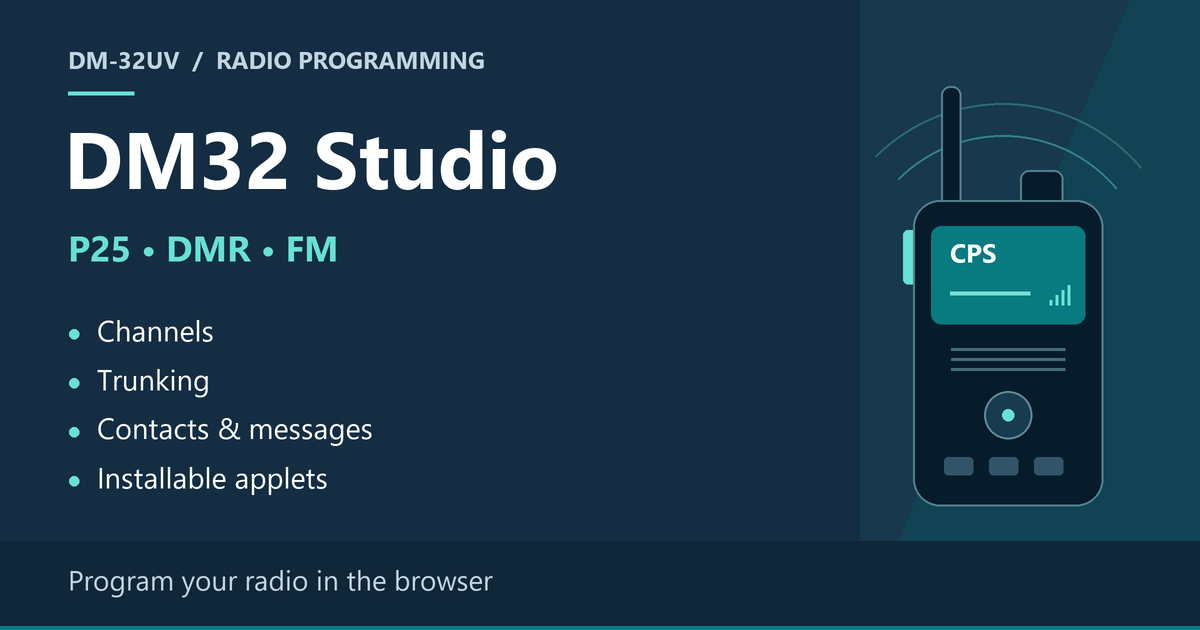 DM-32UV / RADIO PROGRAMMING
DM32 Studio
P25 • DMR • FM
• Channels
• Trunking
• Contacts & messages
• Installable applets
CPS
Program your radio in the browser